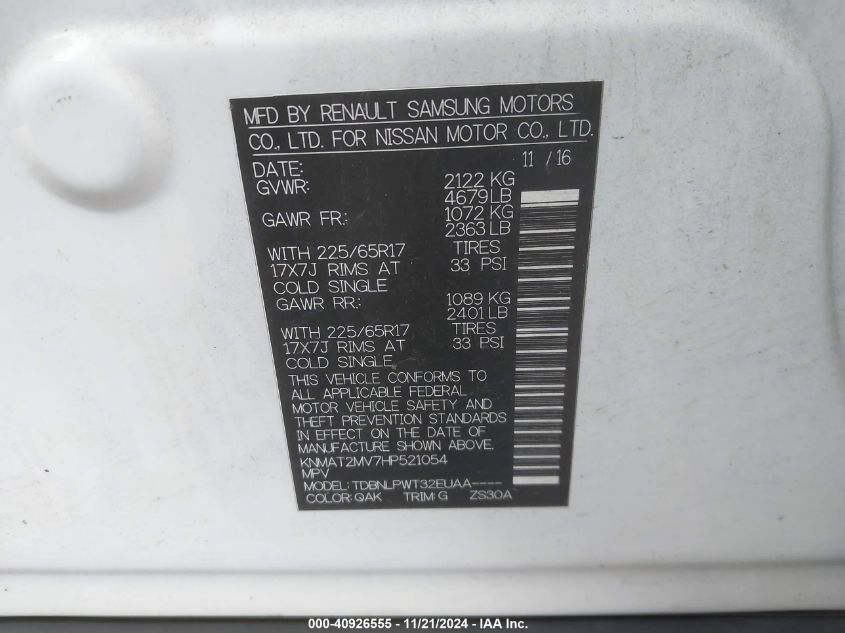 MFD BY RENAULT SAMSUNG MOTORS
CO., LTD. FOR NISSAN MOTOR CO., LTD.
DATE: 11 / 16
GVWR: 2122 KG
4679 LB
GAWR FR.: 1072 KG
2363 LB
WITH 225/65R17 TIRES
17X7J RIMS AT 33 PSI
COLD SINGLE
GAWR RR.: 1089 KG
2401 LB
WITH 225/65R17 TIRES
17X7J RIMS AT 33 PSI
COLD SINGLE
THIS VEHICLE CONFORMS TO
ALL APPLICABLE FEDERAL
MOTOR VEHICLE SAFETY AND
THEFT PREVENTION STANDARDS
IN EFFECT ON THE DATE OF
MANUFACTURE SHOWN ABOVE.
KNMAT2MV7HP521054
MPV
MODEL: TDBNLPWT32EUAA----
COLOR: QAK TRIM: G ZS30A
000-40926555 - 11/21/2024 - IAA Inc.